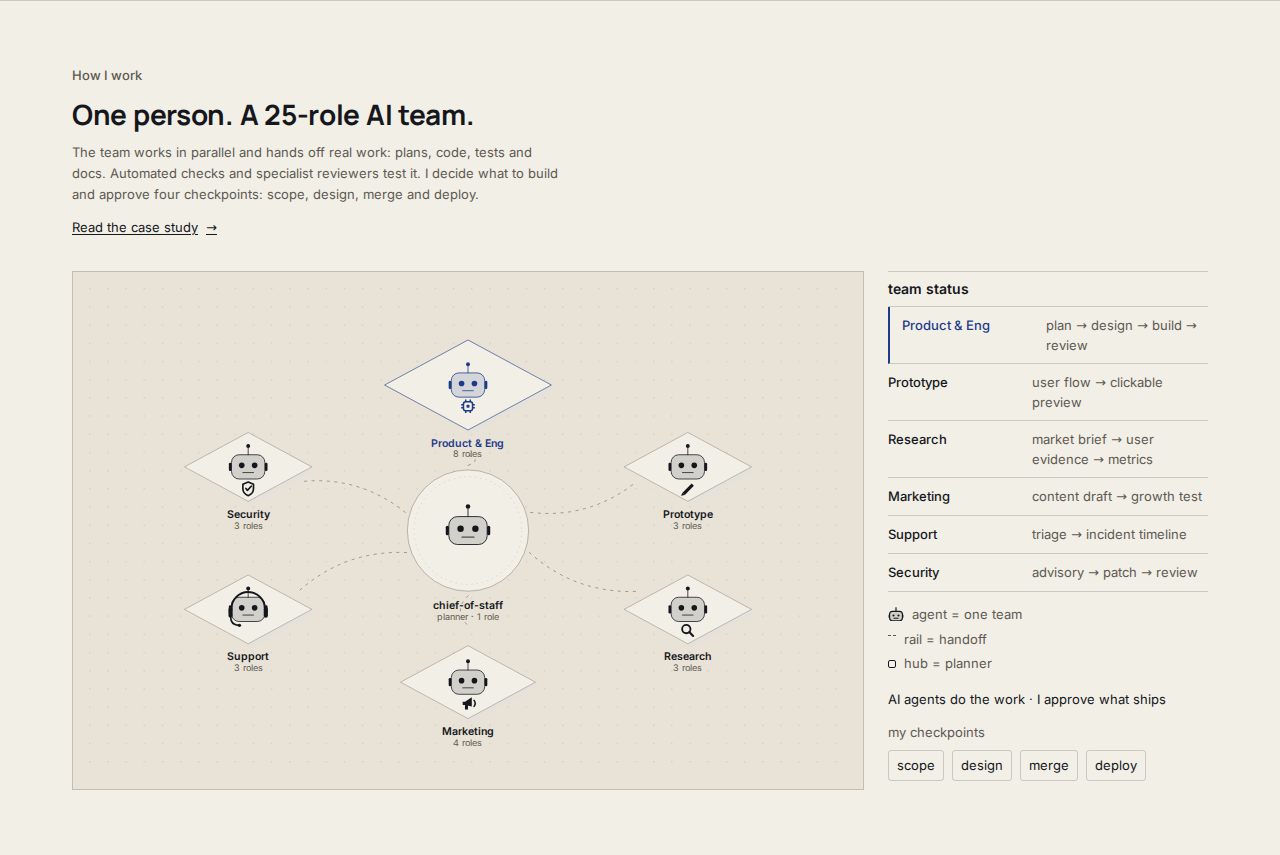 How I work
One person. A 25-role AI team.
The team works in parallel and hands off real work: plans, code, tests and
docs. Automated checks and specialist reviewers test it. I decide what to build
and approve four checkpoints: scope, design, merge and deploy.
Read the case study →
Product & Eng
8 roles
Security
3 roles
Prototype
3 roles
chief-of-staff
planner · 1 role
Support
3 roles
Research
3 roles
Marketing
4 roles
team status
Product & Eng plan → design → build →
review
Prototype user flow → clickable
preview
Research market brief → user
evidence → metrics
Marketing content draft → growth test
Support triage → incident timeline
Security advisory → patch → review
agent = one team
rail = handoff
hub = planner
AI agents do the work · I approve what ships
my checkpoints
scope design merge deploy